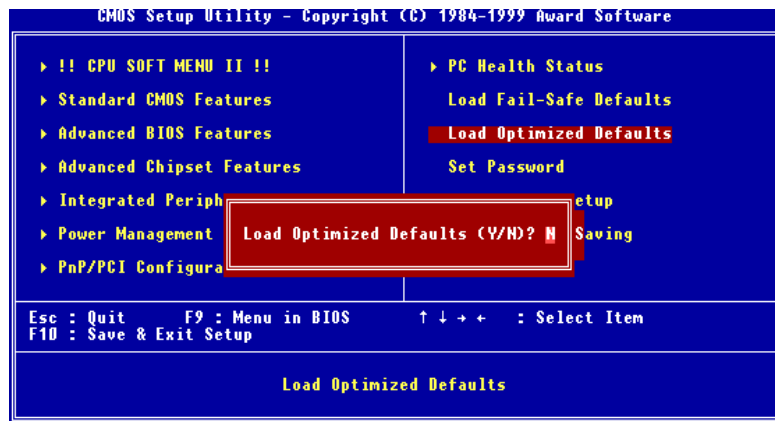 CMOS Setup Utility - Copyright (C) 1984-1999 Award Software
▸ !! CPU SOFT MENU II !!
▸ Standard CMOS Features
▸ Advanced BIOS Features
▸ Advanced Chipset Features
▸ Integrated Periph
▸ Power Management
▸ PnP/PCI Configura
▸ PC Health Status
Load Fail-Safe Defaults
Load Optimized Defaults
Set Password
etup
Saving
Load Optimized Defaults (Y/N)? N
Esc : Quit F9 : Menu in BIOS ↑ ↓ → ← : Select Item
F10 : Save & Exit Setup
Load Optimized Defaults